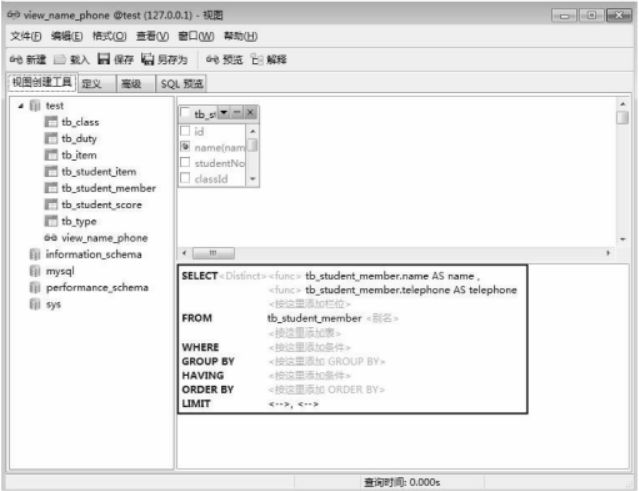 view_name_phone @test (127.0.0.1) - 视图
文件(F) 编辑(E) 格式(O) 查看(V) 窗口(W) 帮助(H)
新建 载入 保存 另存为 预览 解释
视图创建工具 定义 高级 SQL 预览
test
tb_class
tb_duty
tb_item
tb_student_item
tb_student_member
tb_student_score
tb_type
view_name_phone
information_schema
mysql
performance_schema
sys
id
name(nam
studentNo
classId
SELECT <Distinct> <func> tb_student_member.name AS name ,
<func> tb_student_member.telephone AS telephone
<按这里添加栏位>
FROM tb_student_member <别名>
<按这里添加表>
WHERE <按这里添加条件>
GROUP BY <按这里添加 GROUP BY>
HAVING <按这里添加条件>
ORDER BY <按这里添加 ORDER BY>
LIMIT <-->, <-->
查询时间: 0.000s